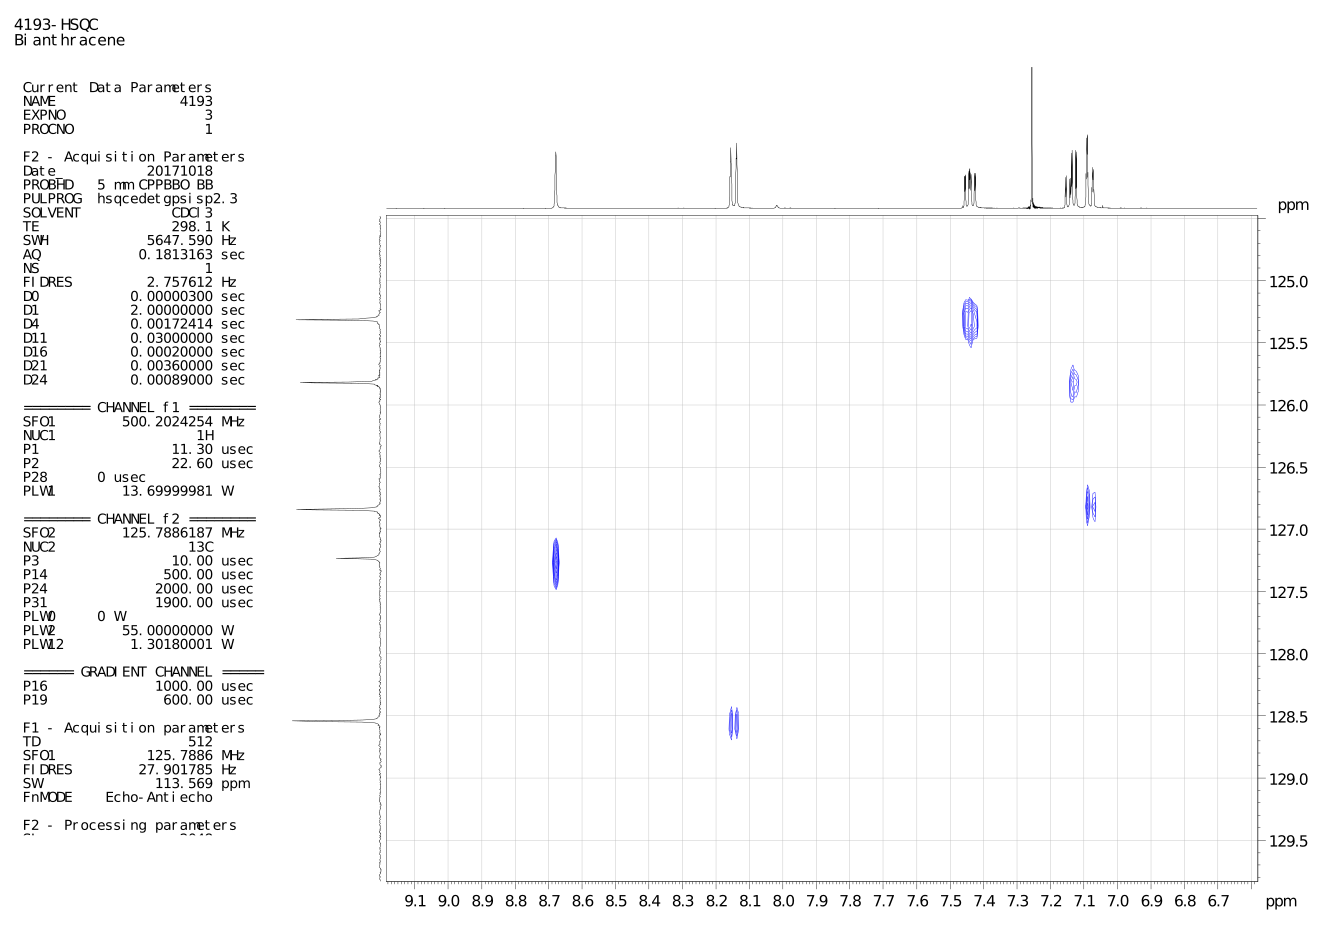 4193-HSQC
Bianthracene
Current Data Parameters
NAME 4193
EXPNO 3
PROCNO 1
F2 - Acquisition Parameters
Date_ 20171018
PROBHD 5 mm CPPBBO BB
PULPROG hsqcedetgpsisp2.3
SOLVENT CDCl3
TE 298.1 K
SWH 5647.590 Hz
AQ 0.1813163 sec
NS 1
FIDRES 2.757612 Hz
D0 0.00000300 sec
D1 2.00000000 sec
D4 0.00172414 sec
D11 0.03000000 sec
D16 0.00020000 sec
D21 0.00360000 sec
D24 0.00089000 sec
======== CHANNEL f1 ========
SFO1 500.2024254 MHz
NUC1 1H
P1 11.30 usec
P2 22.60 usec
P28 0 usec
PLW1 13.69999981 W
======== CHANNEL f2 ========
SFO2 125.7886187 MHz
NUC2 13C
P3 10.00 usec
P14 500.00 usec
P24 2000.00 usec
P31 1900.00 usec
PLW0 0 W
PLW2 55.00000000 W
PLW12 1.30180001 W
====== GRADIENT CHANNEL =====
P16 1000.00 usec
P19 600.00 usec
F1 - Acquisition parameters
TD 512
SFO1 125.7886 MHz
FIDRES 27.901785 Hz
SW 113.569 ppm
FnMODE Echo-Antiecho
F2 - Processing parameters
ppm
125.0
125.5
126.0
126.5
127.0
127.5
128.0
128.5
129.0
129.5
9.1 9.0 8.9 8.8 8.7 8.6 8.5 8.4 8.3 8.2 8.1 8.0 7.9 7.8 7.7 7.6 7.5 7.4 7.3 7.2 7.1 7.0 6.9 6.8 6.7 ppm